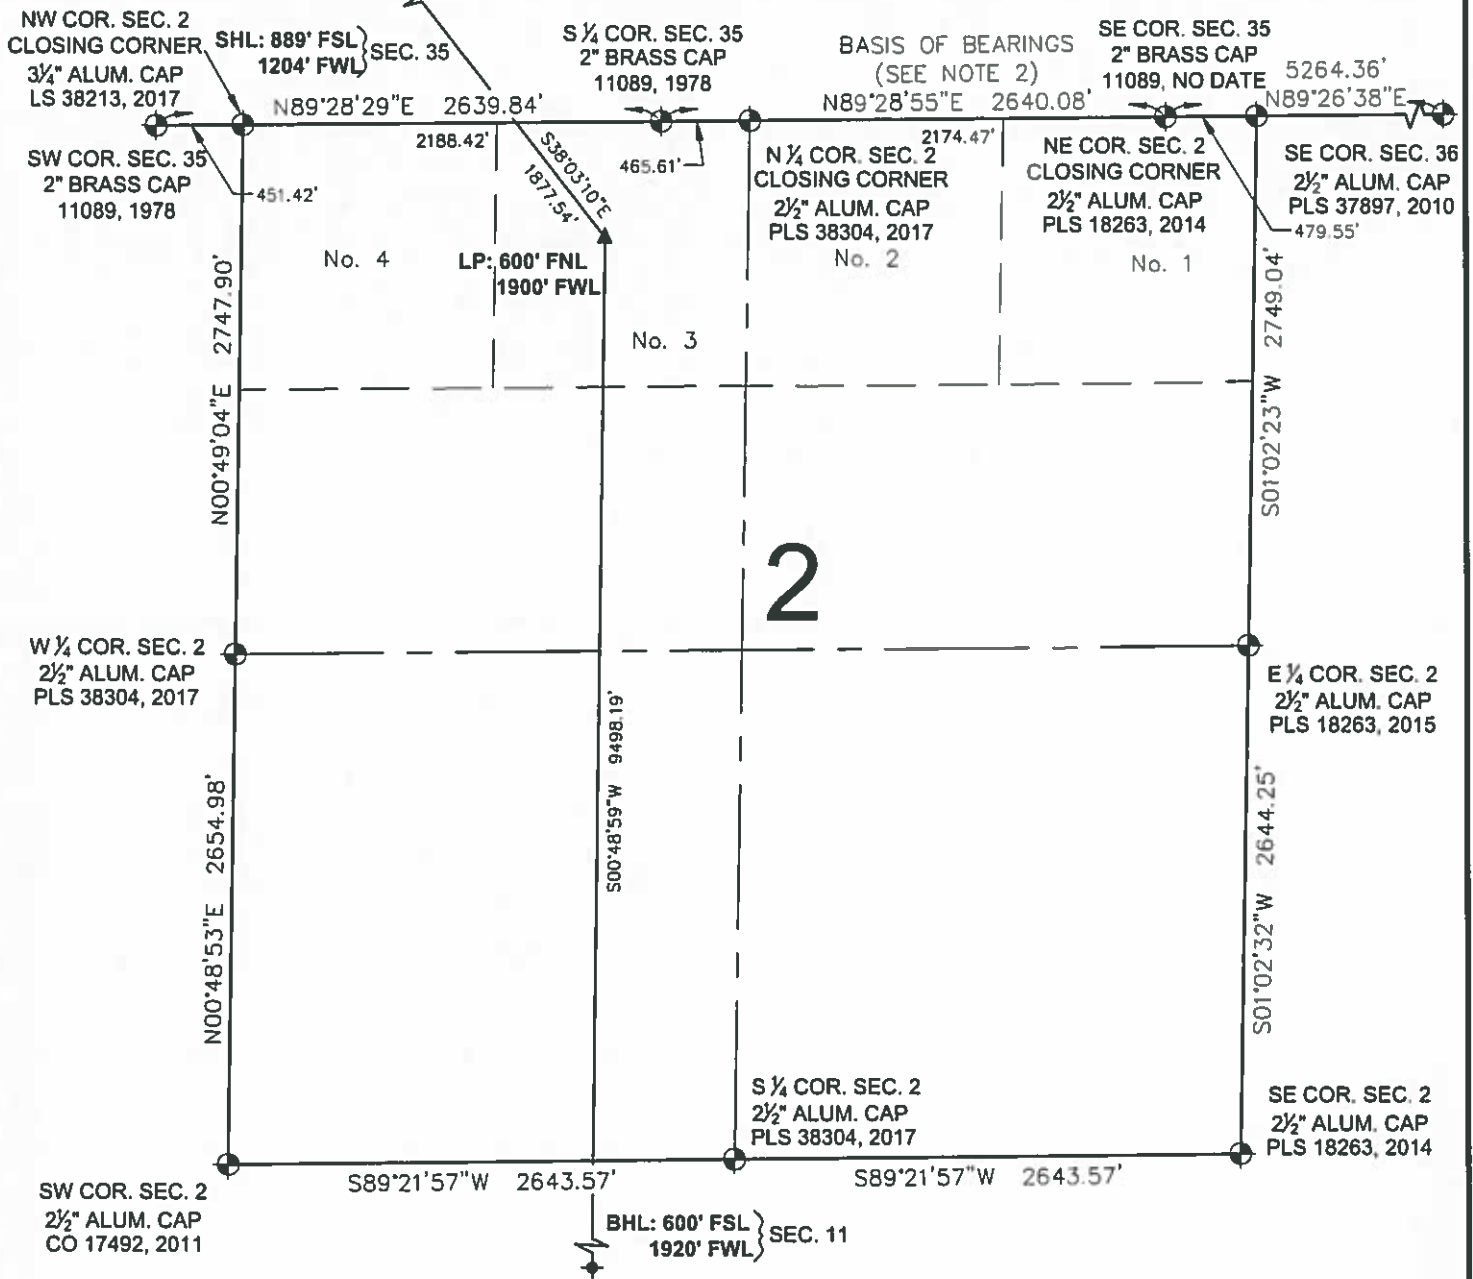 NW COR. SEC. 2
CLOSING CORNER
3¼" ALUM. CAP
LS 38213, 2017
SHL: 889' FSL
1204' FWL
SEC. 35
S ¼ COR. SEC. 35
2" BRASS CAP
11089, 1978
BASIS OF BEARINGS
(SEE NOTE 2)
SE COR. SEC. 35
2" BRASS CAP
11089, NO DATE
5264.36'
N89°26'38"E
N89°28'29"E 2639.84'
N89°28'55"E 2640.08'
SW COR. SEC. 35
2" BRASS CAP
11089, 1978
451.42'
2188.42'
S38°03'10"E
1877.54'
465.61'
N ¼ COR. SEC. 2
CLOSING CORNER
2½" ALUM. CAP
PLS 38304, 2017
2174.47'
NE COR. SEC. 2
CLOSING CORNER
2½" ALUM. CAP
PLS 18263, 2014
SE COR. SEC. 36
2½" ALUM. CAP
PLS 37897, 2010
479.55'
No. 4
LP: 600' FNL
1900' FWL
No. 3
No. 2
No. 1
N00°49'04"E 2747.90'
S01°02'23"W 2749.04'
2
W ¼ COR. SEC. 2
2½" ALUM. CAP
PLS 38304, 2017
E ¼ COR. SEC. 2
2½" ALUM. CAP
PLS 18263, 2015
N00°48'53"E 2654.98'
S00°48'59"W 9498.19'
S01°02'32"W 2644.25'
S ¼ COR. SEC. 2
2½" ALUM. CAP
PLS 38304, 2017
SE COR. SEC. 2
2½" ALUM. CAP
PLS 18263, 2014
S89°21'57"W 2643.57'
S89°21'57"W 2643.57'
SW COR. SEC. 2
2½" ALUM. CAP
CO 17492, 2011
BHL: 600' FSL
1920' FWL
SEC. 11